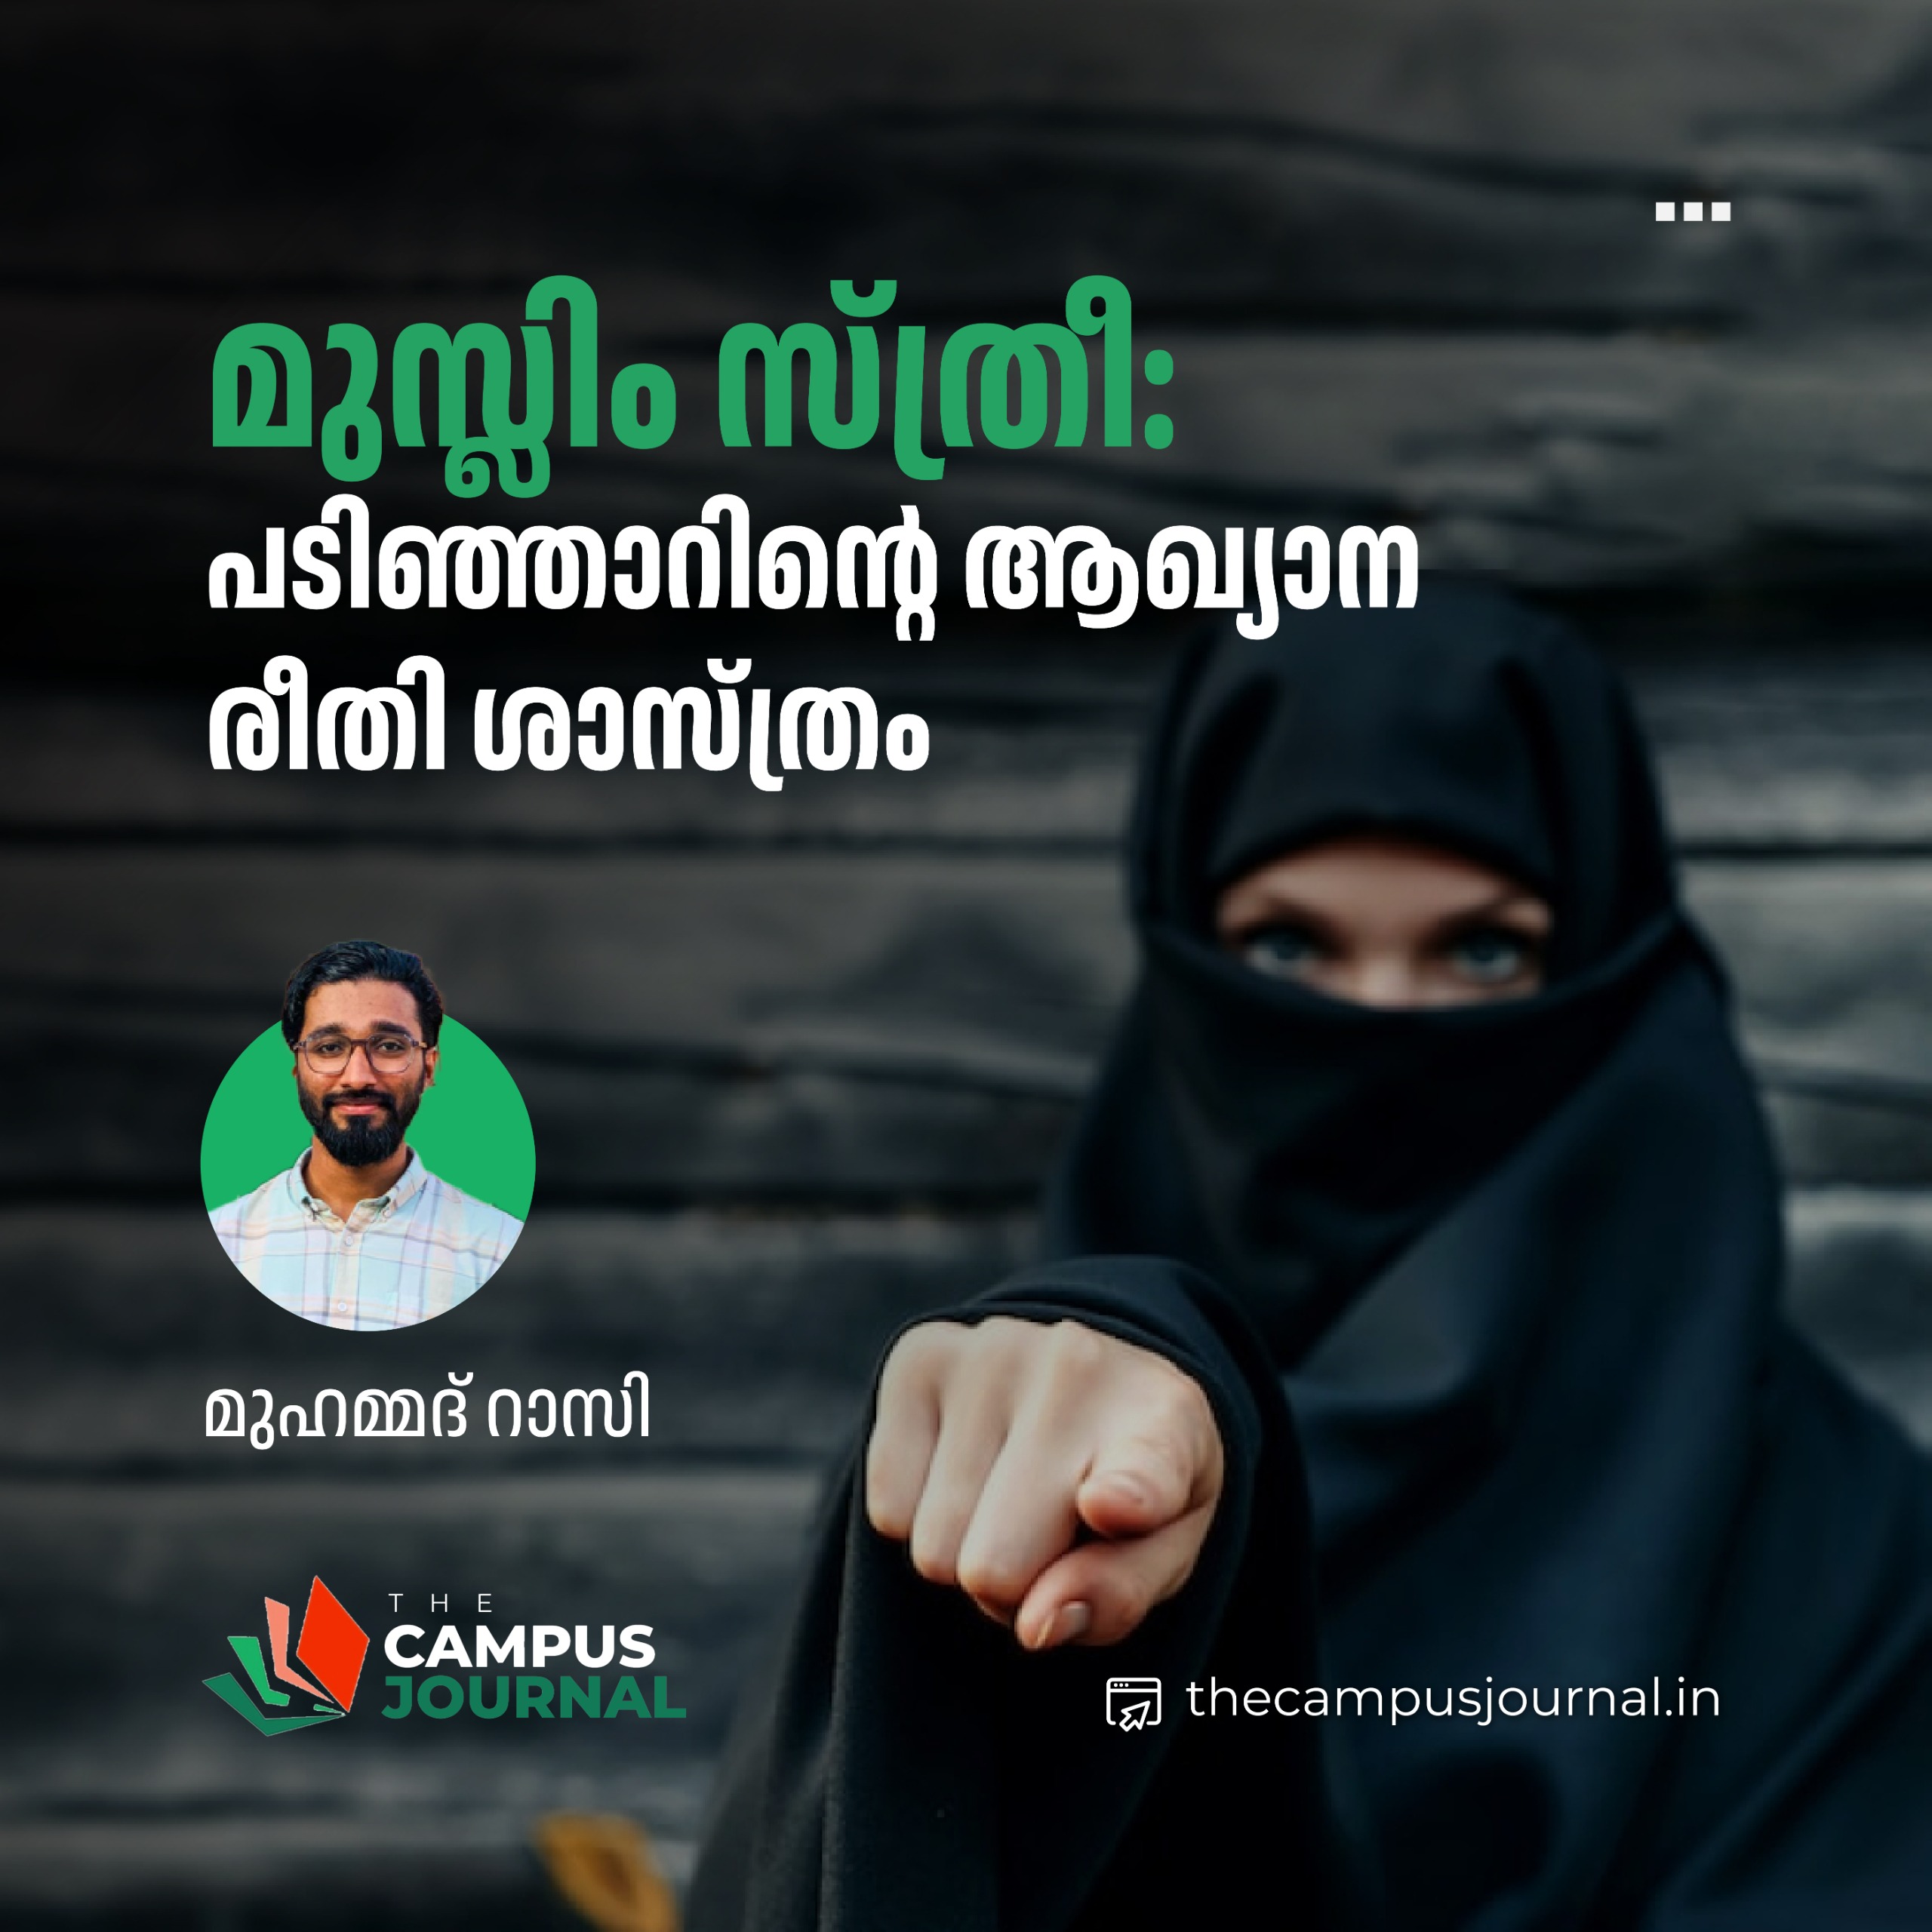 മുസ്ലിം സ്ത്രീ:
പടിഞ്ഞാറിന്റെ ആഖ്യാന
രീതി ശാസ്ത്രം
മുഹമ്മദ് റാസി
THE
CAMPUS
JOURNAL
thecampusjournal.in